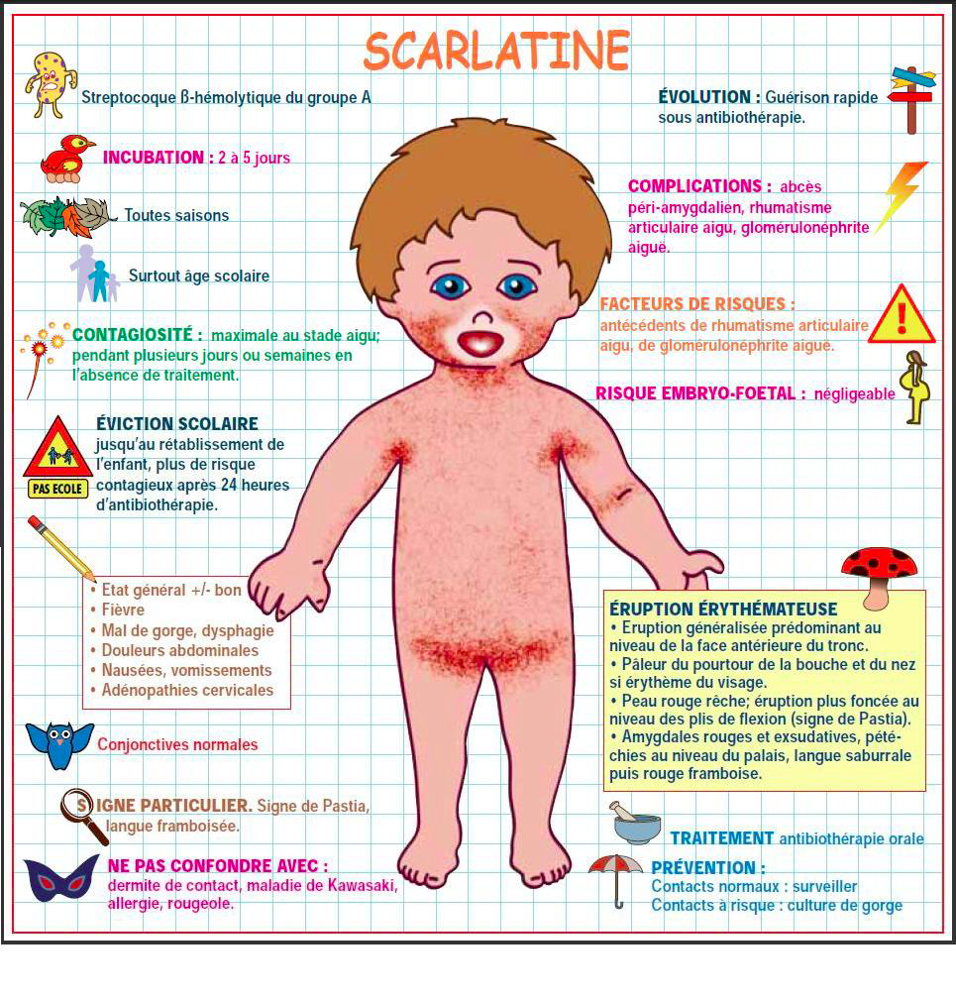 SCARLATINE
Streptocoque ß-hémolytique du groupe A
INCUBATION : 2 à 5 jours
Toutes saisons
Surtout âge scolaire
CONTAGIOSITÉ : maximale au stade aigu;
pendant plusieurs jours ou semaines en
l'absence de traitement.
ÉVICTION SCOLAIRE
jusqu'au rétablissement de
l'enfant, plus de risque
contagieux après 24 heures
d'antibiothérapie.
PAS ECOLE
• Etat général +/- bon
• Fièvre
• Mal de gorge, dysphagie
• Douleurs abdominales
• Nausées, vomissements
• Adénopathies cervicales
Conjonctives normales
SIGNE PARTICULIER. Signe de Pastia,
langue framboisée.
NE PAS CONFONDRE AVEC :
dermite de contact, maladie de Kawasaki,
allergie, rougeole.
ÉVOLUTION : Guérison rapide
sous antibiothérapie.
COMPLICATIONS : abcès
péri-amygdalien, rhumatisme
articulaire aigu, glomérulonéphrite
aiguë.
FACTEURS DE RISQUES :
antécédents de rhumatisme articulaire
aigu, de glomérulonéphrite aiguë.
RISQUE EMBRYO-FOETAL : négligeable
ÉRUPTION ÉRYTHÉMATEUSE
• Eruption généralisée prédominant au
niveau de la face antérieure du tronc.
• Pâleur du pourtour de la bouche et du nez
si érythème du visage.
• Peau rouge rêche; éruption plus foncée au
niveau des plis de flexion (signe de Pastia).
• Amygdales rouges et exsudatives, pété-
chies au niveau du palais, langue saburrale
puis rouge framboise.
TRAITEMENT antibiothérapie orale
PRÉVENTION :
Contacts normaux : surveiller
Contacts à risque : culture de gorge